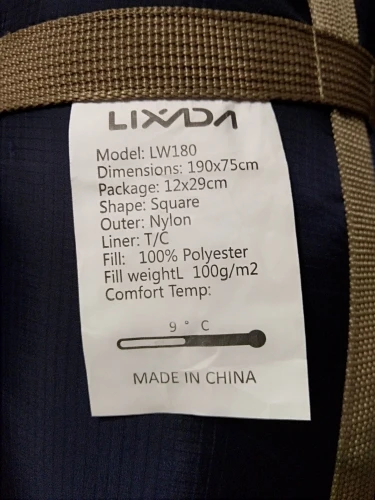 LIXADA
Model: LW180
Dimensions: 190x75cm
Package: 12x29cm
Shape: Square
Outer: Nylon
Liner: T/C
Fill: 100% Polyester
Fill weightL 100g/m2
Comfort Temp:
9 ° C
MADE IN CHINA